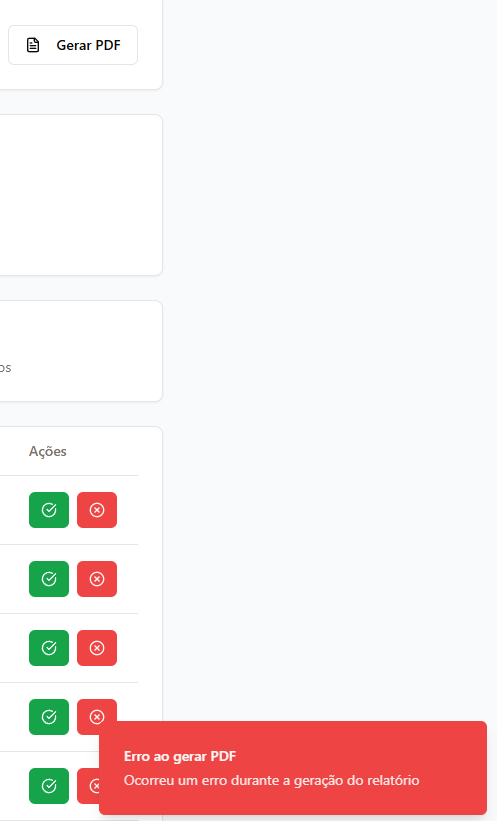 Gerar PDF
os
Ações
Erro ao gerar PDF
Ocorreu um erro durante a geração do relatório